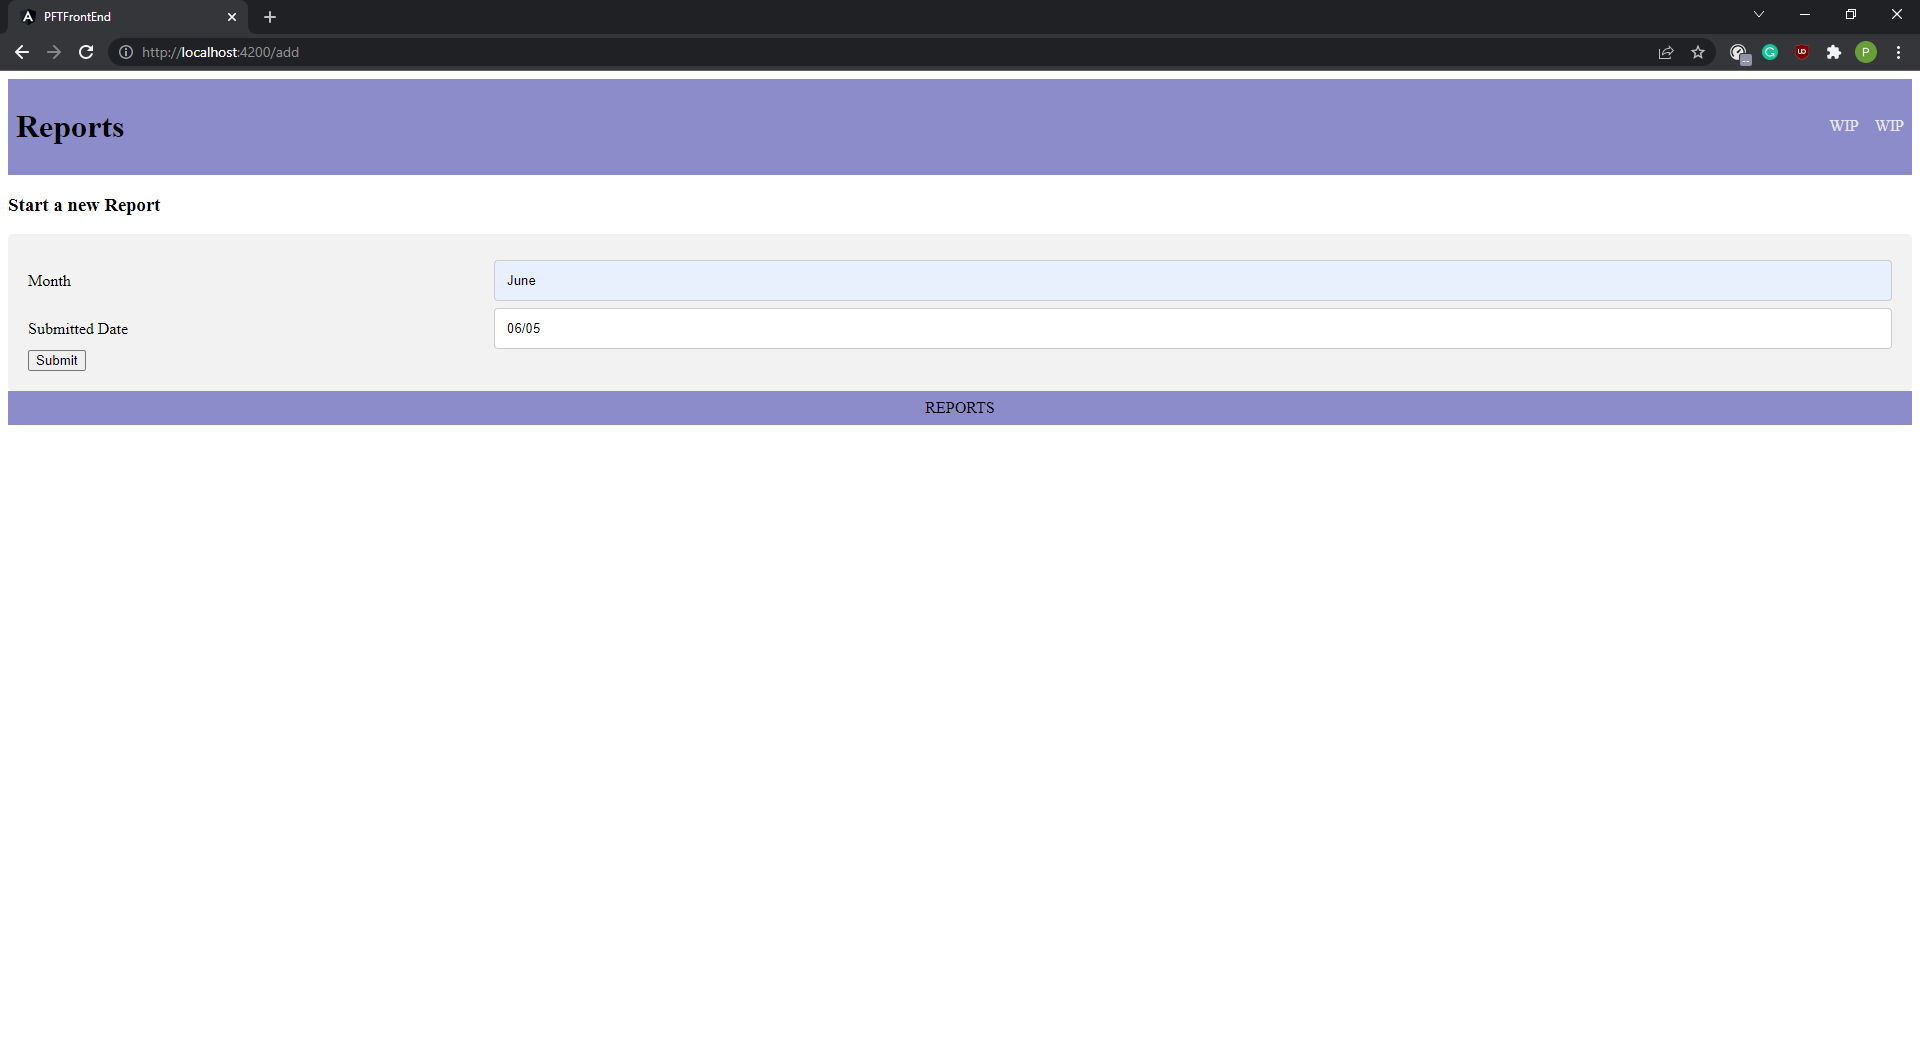 PFTFrontEnd
http://localhost:4200/add
P
Reports
WIP WIP
Start a new Report
Month June
Submitted Date 06/05
Submit
REPORTS